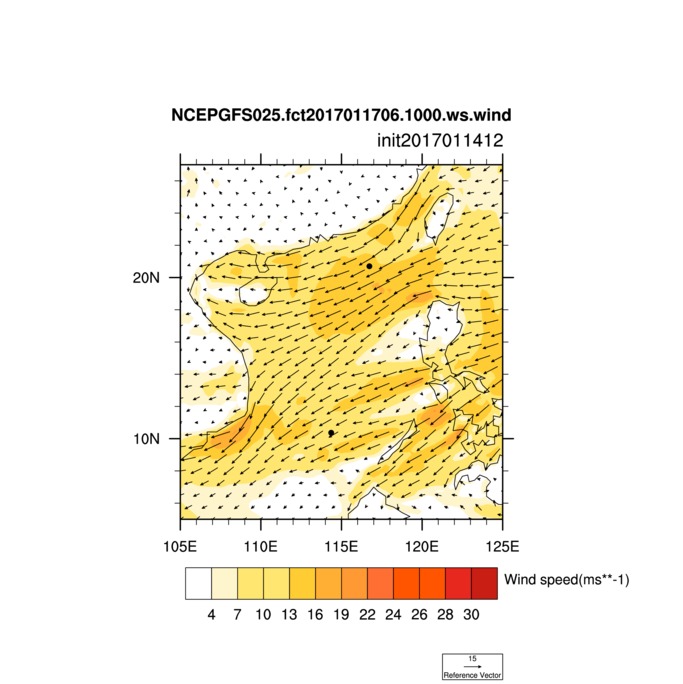 NCEPGFS025.fct2017011706.1000.ws.wind
init2017011412
20N
10N
105E 110E 115E 120E 125E
4 7 10 13 16 19 22 24 26 28 30
Wind speed(ms**-1)
15
Reference Vector